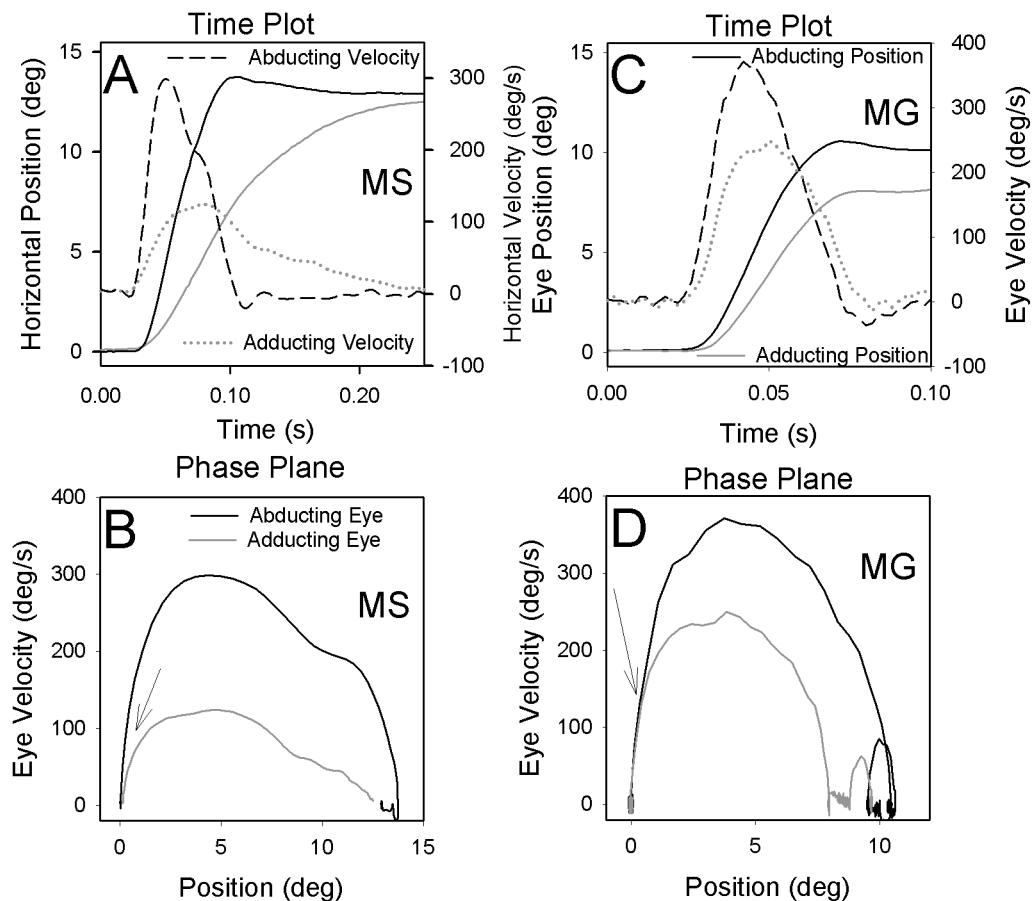 Time Plot
A
Abducting Velocity
MS
Adducting Velocity
Horizontal Position (deg)
15
10
5
0
Horizontal Velocity (deg/s)
300
200
100
0
-100
0.00 0.10 0.20
Time (s)
Time Plot
C
Abducting Position
MG
Adducting Position
Eye Position (deg)
15
10
5
0
Eye Velocity (deg/s)
400
300
200
100
0
-100
0.00 0.05 0.10
Time (s)
Phase Plane
B
Abducting Eye
Adducting Eye
MS
Eye Velocity (deg/s)
400
300
200
100
0
0 5 10 15
Position (deg)
Phase Plane
D
MG
Eye Velocity (deg/s)
400
300
200
100
0
0 5 10
Position (deg)